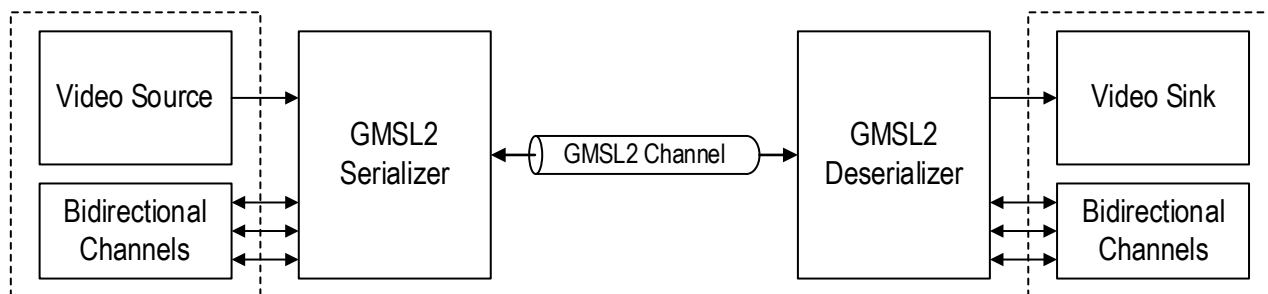 Video Source
Bidirectional
Channels
GMSL2
Serializer
GMSL2 Channel
GMSL2
Deserializer
Video Sink
Bidirectional
Channels